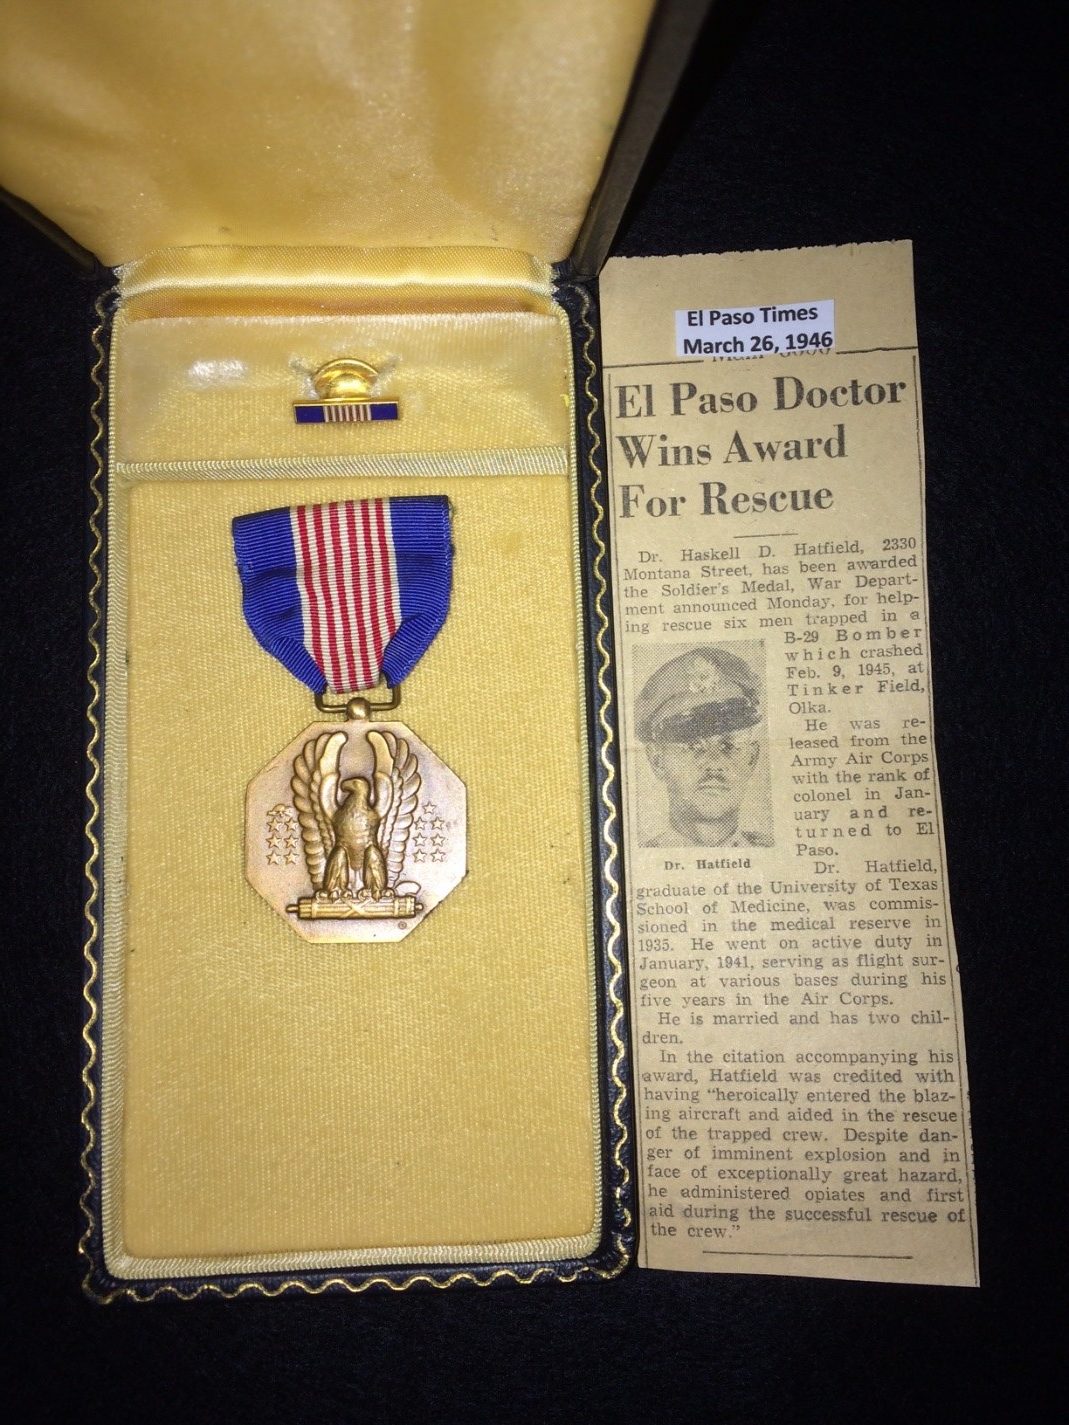 El Paso Times
March 26, 1946
El Paso Doctor
Wins Award
For Rescue
Dr. Haskell D. Hatfield, 2330
Montana Street, has been awarded
the Soldier's Medal, War Depart-
ment announced Monday, for help-
ing rescue six men trapped in a
B-29 Bomber
which crashed
Feb. 9, 1945, at
Tinker Field,
Olka.
He was re-
leased from the
Army Air Corps
with the rank of
colonel in Jan-
uary and re-
turned to El
Paso.
Dr. Hatfield
Dr. Hatfield,
graduate of the University of Texas
School of Medicine, was commis-
sioned in the medical reserve in
1935. He went on active duty in
January, 1941, serving as flight sur-
geon at various bases during his
five years in the Air Corps.
He is married and has two chil-
dren.
In the citation accompanying his
award, Hatfield was credited with
having "heroically entered the blaz-
ing aircraft and aided in the rescue
of the trapped crew. Despite dan-
ger of imminent explosion and in
face of exceptionally great hazard,
he administered opiates and first
aid during the successful rescue of
the crew."